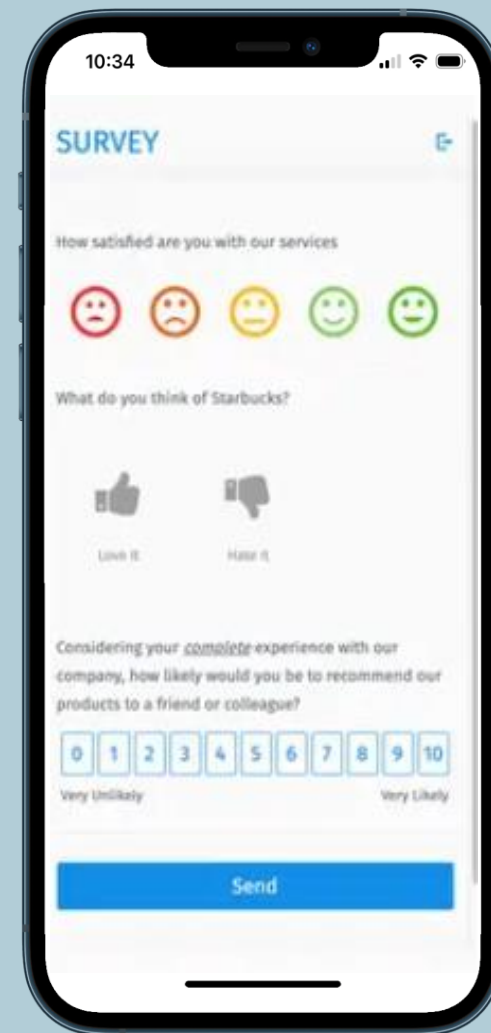 10:34
SURVEY
How satisfied are you with our services
What do you think of Starbucks?
Love it
Hate it
Considering your complete experience with our
company, how likely would you be to recommend our
products to a friend or colleague?
0 1 2 3 4 5 6 7 8 9 10
Very Unlikely
Very Likely
Send